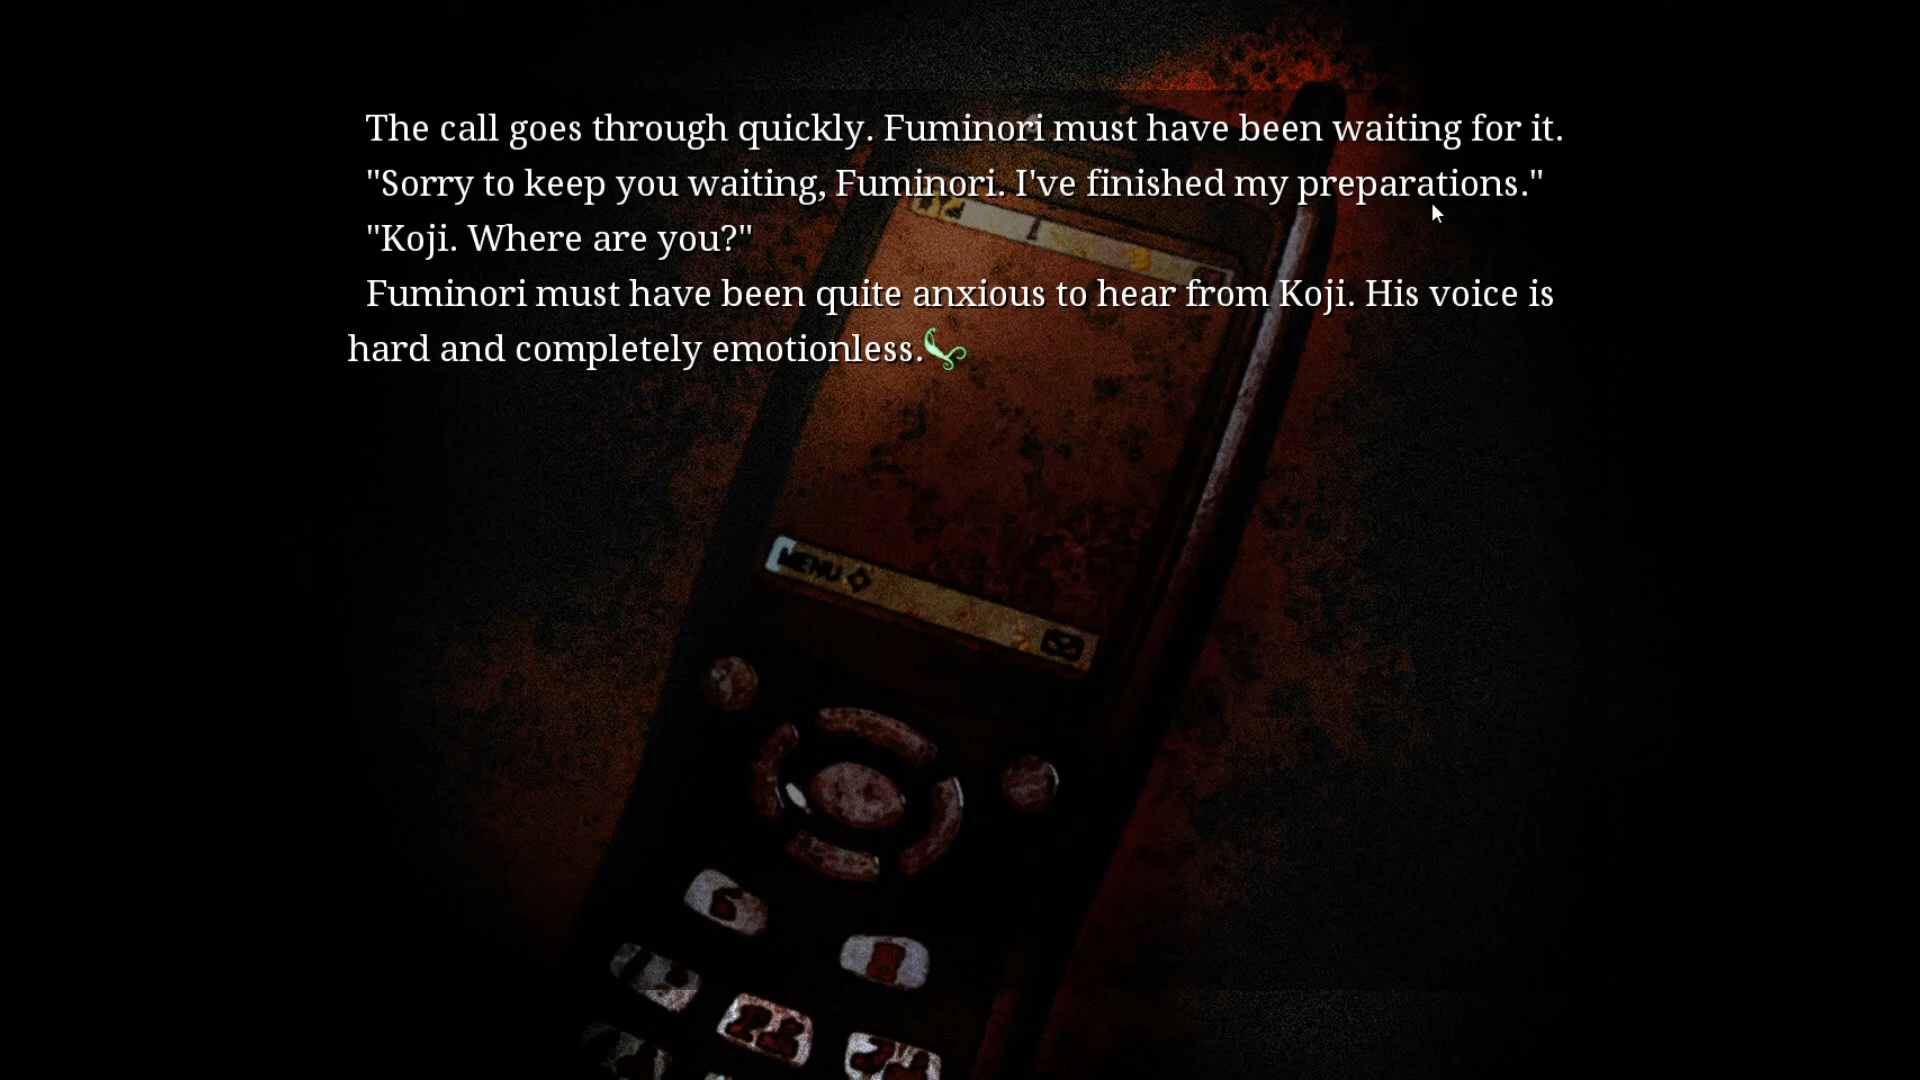 The call goes through quickly. Fuminori must have been waiting for it.
"Sorry to keep you waiting, Fuminori. I've finished my preparations."
"Koji. Where are you?"
Fuminori must have been quite anxious to hear from Koji. His voice is
hard and completely emotionless.
MENU